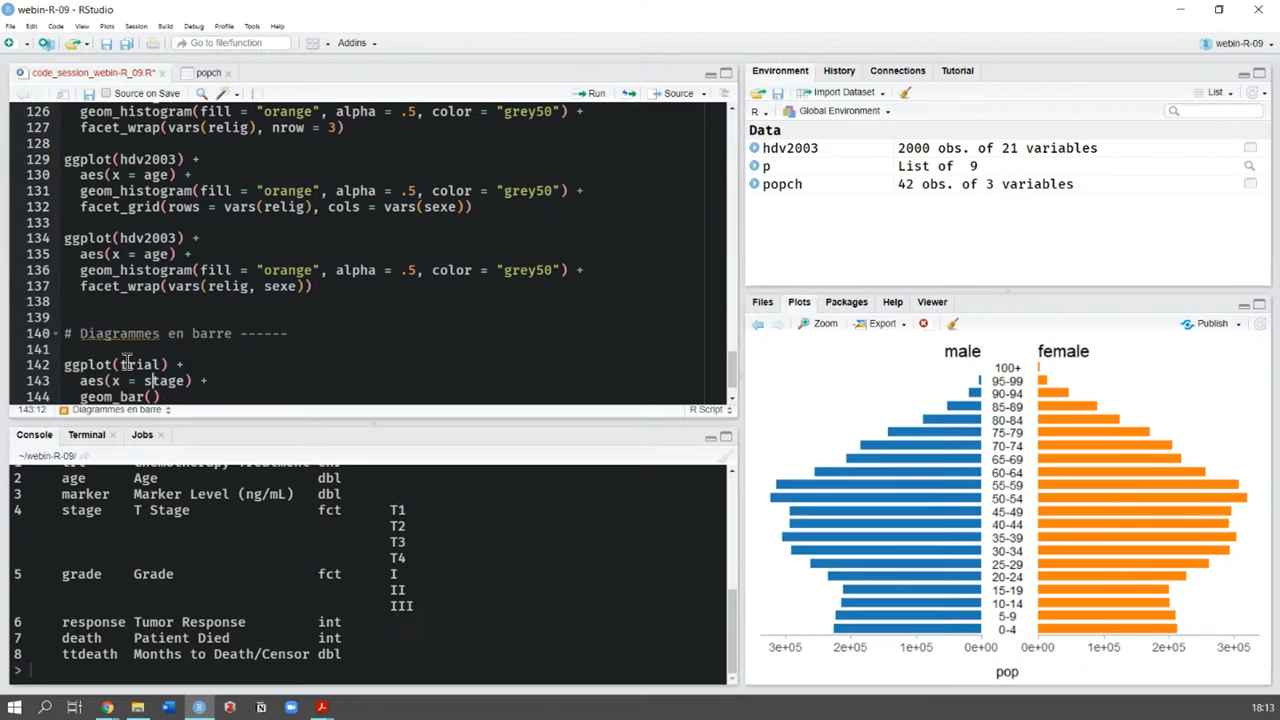 webin-R-09 - RStudio
File Edit Code View Plots Session Build Debug Profile Tools Help
Go to file/function Addins webin-R-09
code_session_webin-R_09.R* popch
Source on Save Run Source
126 geom_histogram(fill = "orange", alpha = .5, color = "grey50") +
127 facet_wrap(vars(relig), nrow = 3)
128
129 ggplot(hdv2003) +
130 aes(x = age) +
131 geom_histogram(fill = "orange", alpha = .5, color = "grey50") +
132 facet_grid(rows = vars(relig), cols = vars(sexe))
133
134 ggplot(hdv2003) +
135 aes(x = age) +
136 geom_histogram(fill = "orange", alpha = .5, color = "grey50") +
137 facet_wrap(vars(relig, sexe))
138
139
140 # Diagrammes en barre ------
141
142 ggplot(trial) +
143 aes(x = stage) +
144 geom_bar()
143:12 Diagrammes en barre R Script
Console Terminal Jobs
~/webin-R-09/
2 age Age dbl
3 marker Marker Level (ng/mL) dbl
4 stage T Stage fct T1
T2
T3
T4
5 grade Grade fct I
II
III
6 response Tumor Response int
7 death Patient Died int
8 ttdeath Months to Death/Censor dbl
>
Environment History Connections Tutorial
Import Dataset List
R Global Environment
Data
hdv2003 2000 obs. of 21 variables
p List of 9
popch 42 obs. of 3 variables
Files Plots Packages Help Viewer
Zoom Export Publish
male female
100+
95-99
90-94
85-89
80-84
75-79
70-74
65-69
60-64
55-59
50-54
45-49
40-44
35-39
30-34
25-29
20-24
15-19
10-14
5-9
0-4
3e+05 2e+05 1e+05 0e+00 0e+00 1e+05 2e+05 3e+05
pop
18:13